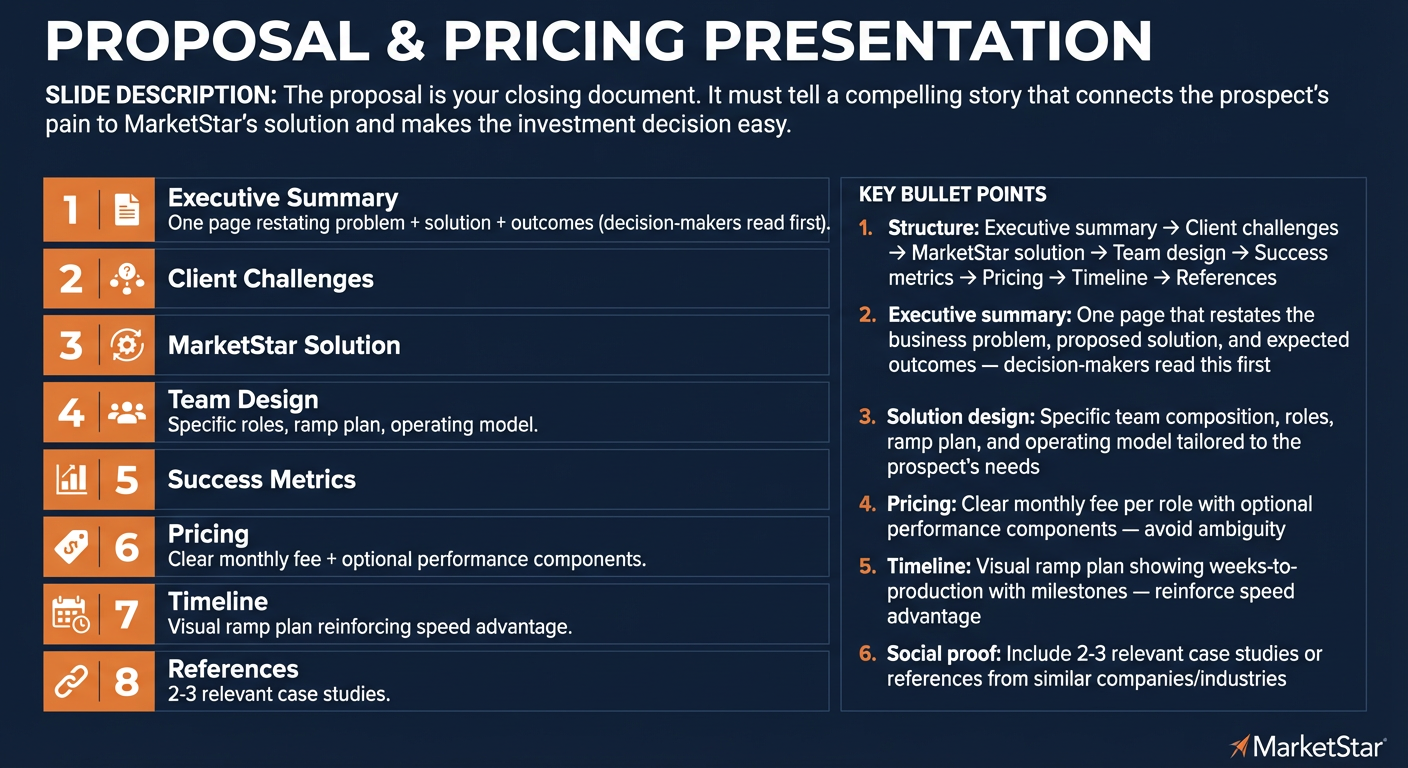 PROPOSAL & PRICING PRESENTATION
SLIDE DESCRIPTION: The proposal is your closing document. It must tell a compelling story that connects the prospect's
pain to MarketStar's solution and makes the investment decision easy.
1
Executive Summary
One page restating problem + solution + outcomes (decision-makers read first).
2
?
Client Challenges
3
MarketStar Solution
4
Team Design
Specific roles, ramp plan, operating model.
5
Success Metrics
$
6
Pricing
Clear monthly fee + optional performance components.
7
Timeline
Visual ramp plan reinforcing speed advantage.
8
References
2-3 relevant case studies.
KEY BULLET POINTS
1. Structure: Executive summary → Client challenges
→ MarketStar solution → Team design → Success
metrics → Pricing → Timeline → References
2. Executive summary: One page that restates the
business problem, proposed solution, and expected
outcomes — decision-makers read this first
3. Solution design: Specific team composition, roles,
ramp plan, and operating model tailored to the
prospect's needs
4. Pricing: Clear monthly fee per role with optional
performance components — avoid ambiguity
5. Timeline: Visual ramp plan showing weeks-to-
production with milestones — reinforce speed
advantage
6. Social proof: Include 2-3 relevant case studies or
references from similar companies/industries
MarketStar